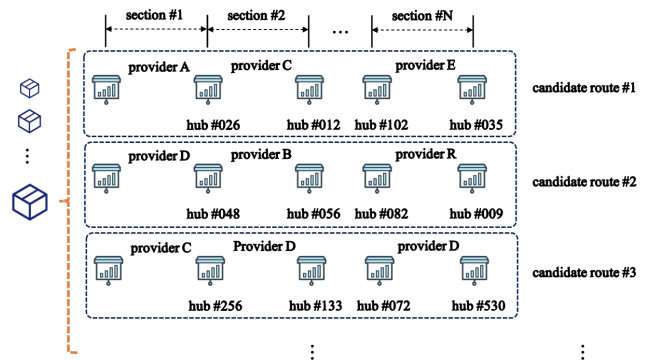 section #1 section #2 ... section #N
provider A provider C provider E
candidate route #1
hub #026 hub #012 hub #102 hub #035
provider D provider B provider R
candidate route #2
hub #048 hub #056 hub #082 hub #009
provider C Provider D provider D
candidate route #3
hub #256 hub #133 hub #072 hub #530